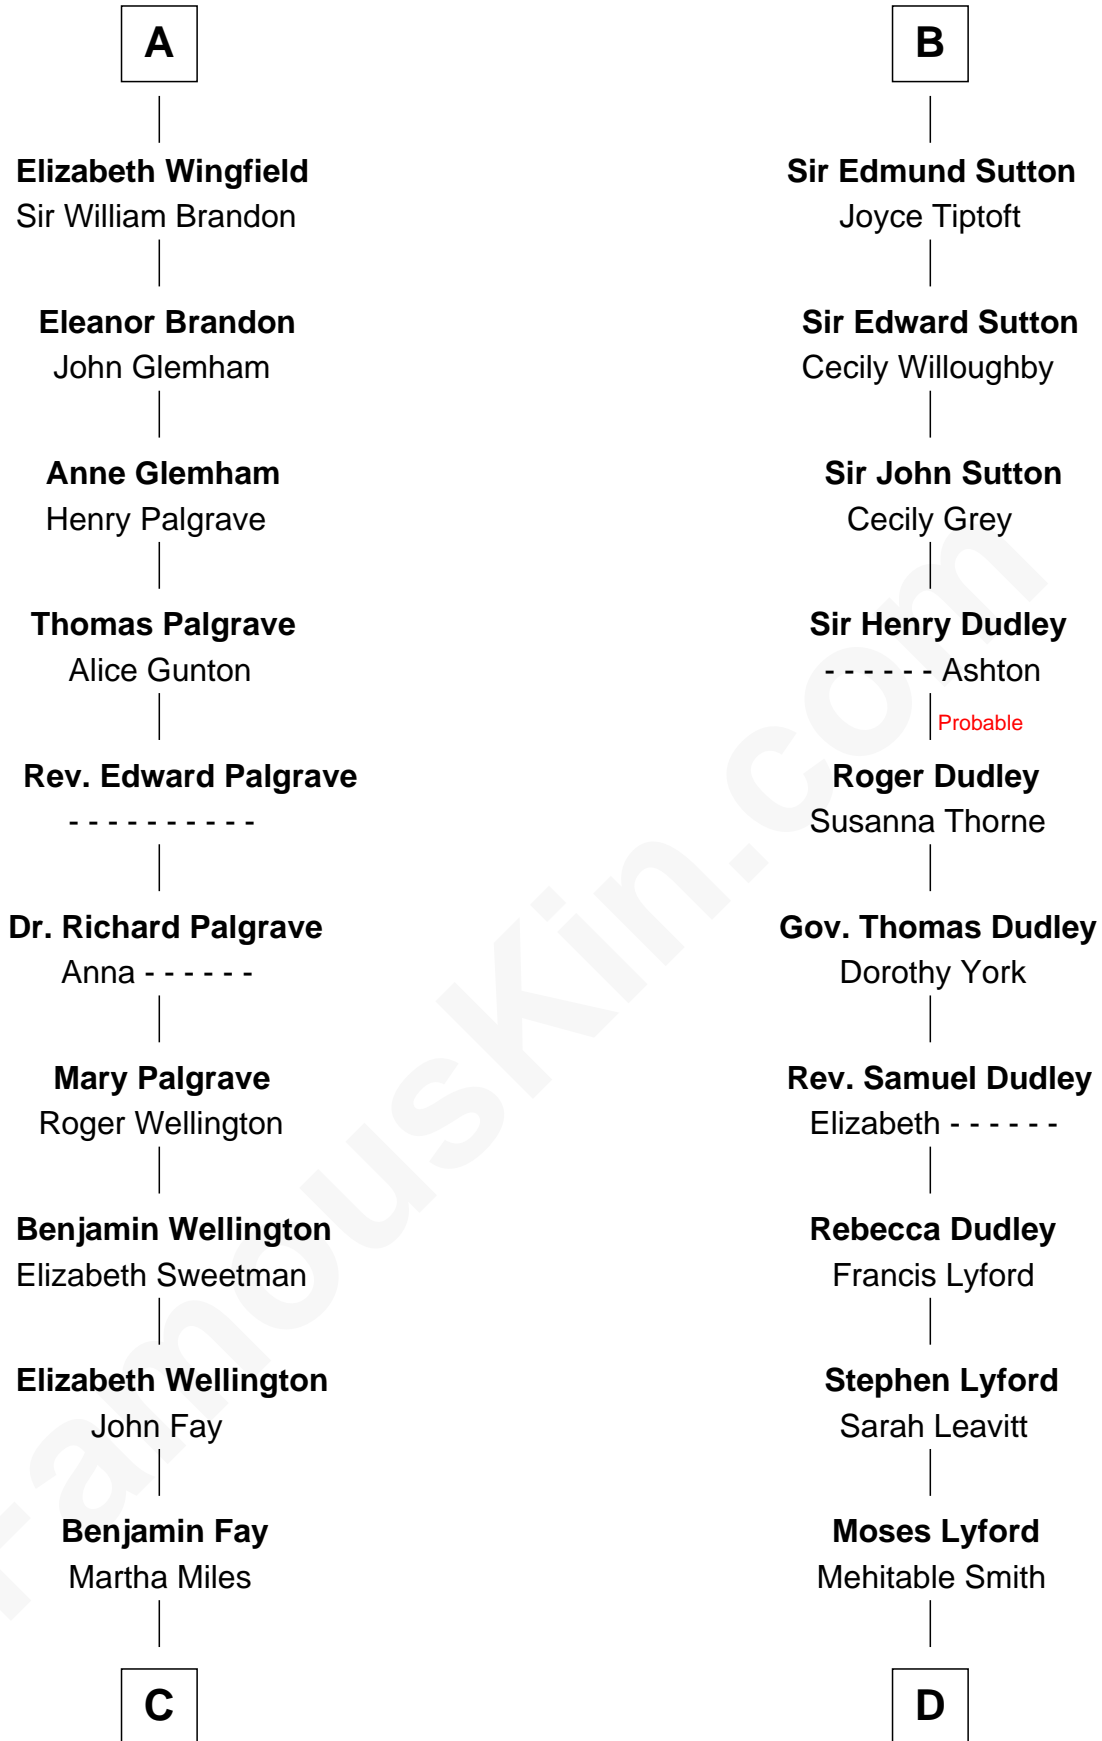 A
Elizabeth Wingfield
Sir William Brandon
Eleanor Brandon
John Glemham
Anne Glemham
Henry Palgrave
Thomas Palgrave
Alice Gunton
Rev. Edward Palgrave
- - - - - - - - - -
Dr. Richard Palgrave
Anna - - - - - -
Mary Palgrave
Roger Wellington
Benjamin Wellington
Elizabeth Sweetman
Elizabeth Wellington
John Fay
Benjamin Fay
Martha Miles
C
B
Sir Edmund Sutton
Joyce Tiptoft
Sir Edward Sutton
Cecily Willoughby
Sir John Sutton
Cecily Grey
Sir Henry Dudley
- - - - - - Ashton
Probable
Roger Dudley
Susanna Thorne
Gov. Thomas Dudley
Dorothy York
Rev. Samuel Dudley
Elizabeth - - - - - -
Rebecca Dudley
Francis Lyford
Stephen Lyford
Sarah Leavitt
Moses Lyford
Mehitable Smith
D
FamousKin.com